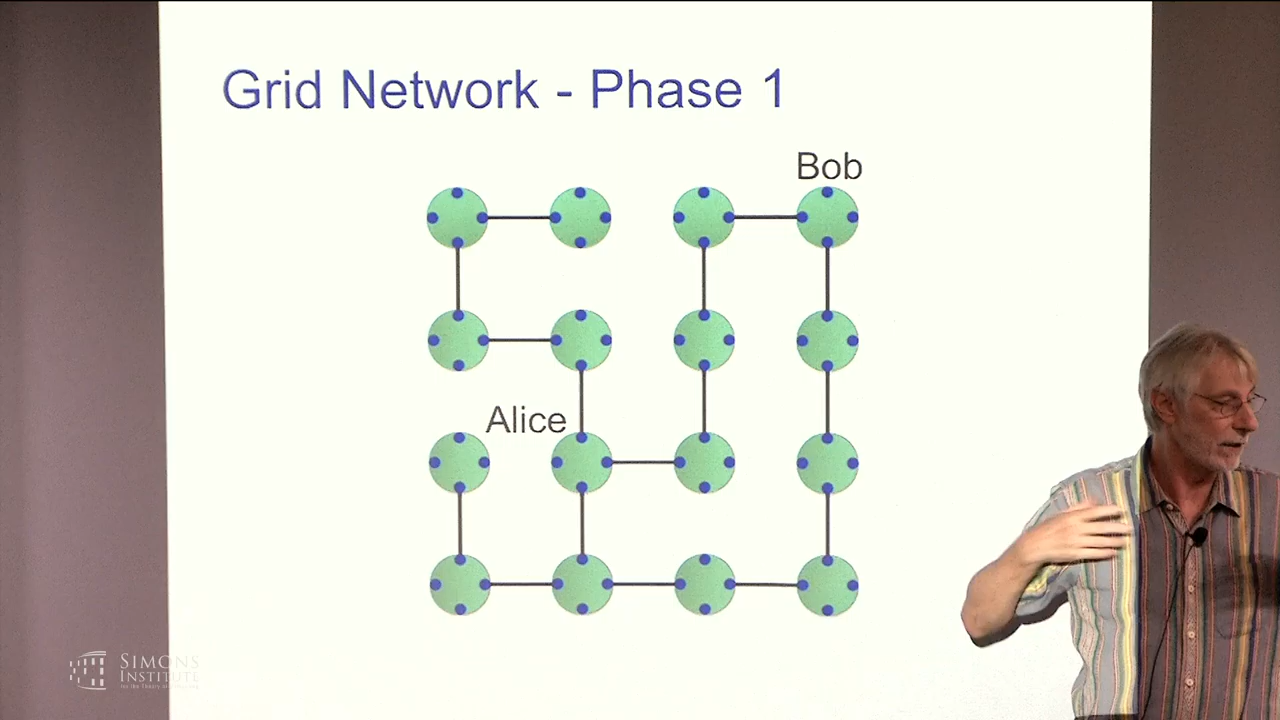 Grid Network - Phase 1
Bob
Alice
SIMONS
INSTITUTE